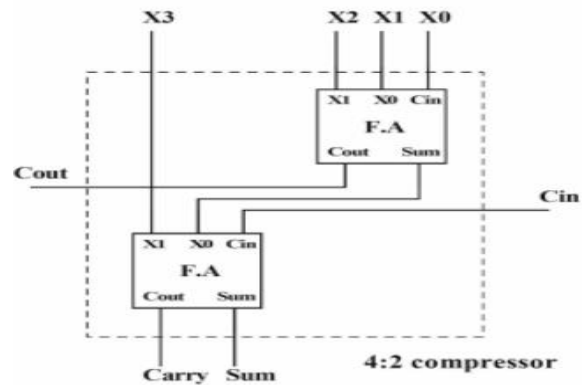 X3 X2 X1 X0
X1 X0 Cin
F.A
Cout Sum
Cout
Cin
X1 X0 Cin
F.A
Cout Sum
4:2 compressor
Carry Sum